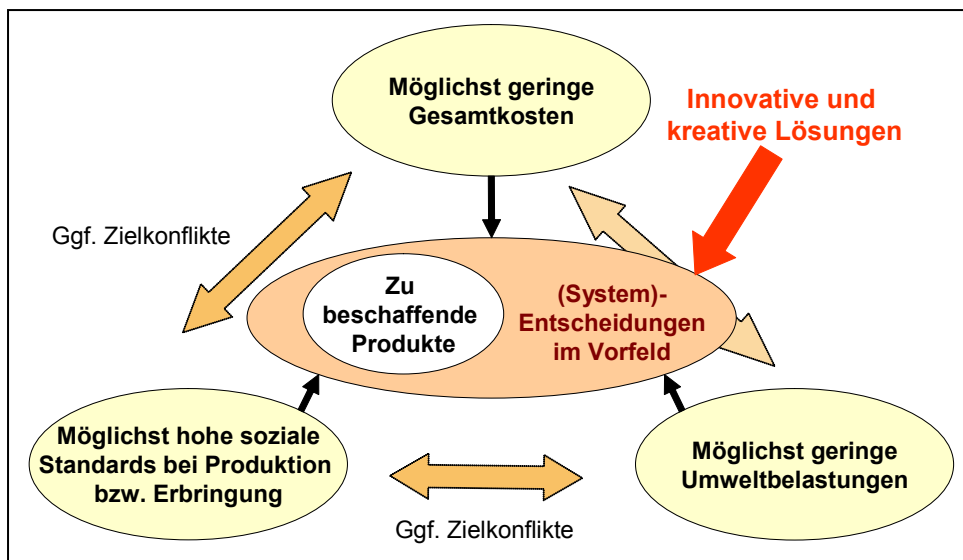 Möglichst geringe
Gesamtkosten
Innovative und
kreative Lösungen
Ggf. Zielkonflikte
Zu
beschaffende
Produkte
(System)-
Entscheidungen
im Vorfeld
Möglichst hohe soziale
Standards bei Produktion
bzw. Erbringung
Möglichst geringe
Umweltbelastungen
Ggf. Zielkonflikte